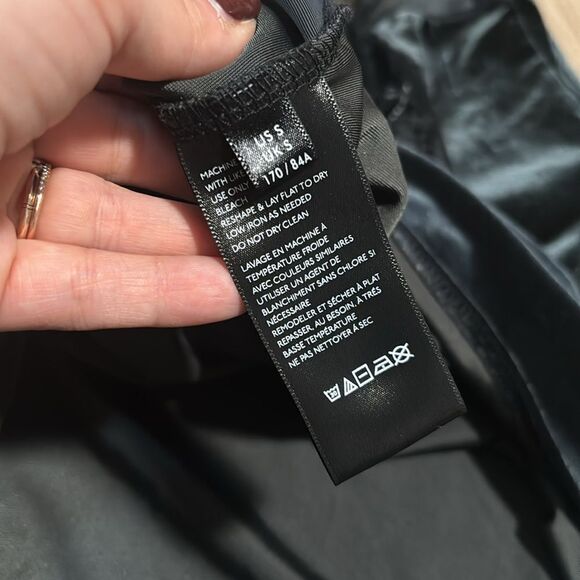 US S
UK S
170 / 84A
MACHINE
WITH
USE ONLY
BLEACH
RESHAPE & LAY FLAT TO DRY
LOW IRON AS NEEDED
DO NOT DRY CLEAN
LAVAGE EN MACHINE À
TEMPÉRATURE FROIDE
AVEC COULEURS SIMILAIRES
UTILISER UN AGENT DE
BLANCHIMENT SANS CHLORE SI
NÉCESSAIRE
REMODELER ET SÉCHER À PLAT
REPASSER, AU BESOIN, À TRÈS
BASSE TEMPÉRATURE
NE PAS NETTOYER À SEC